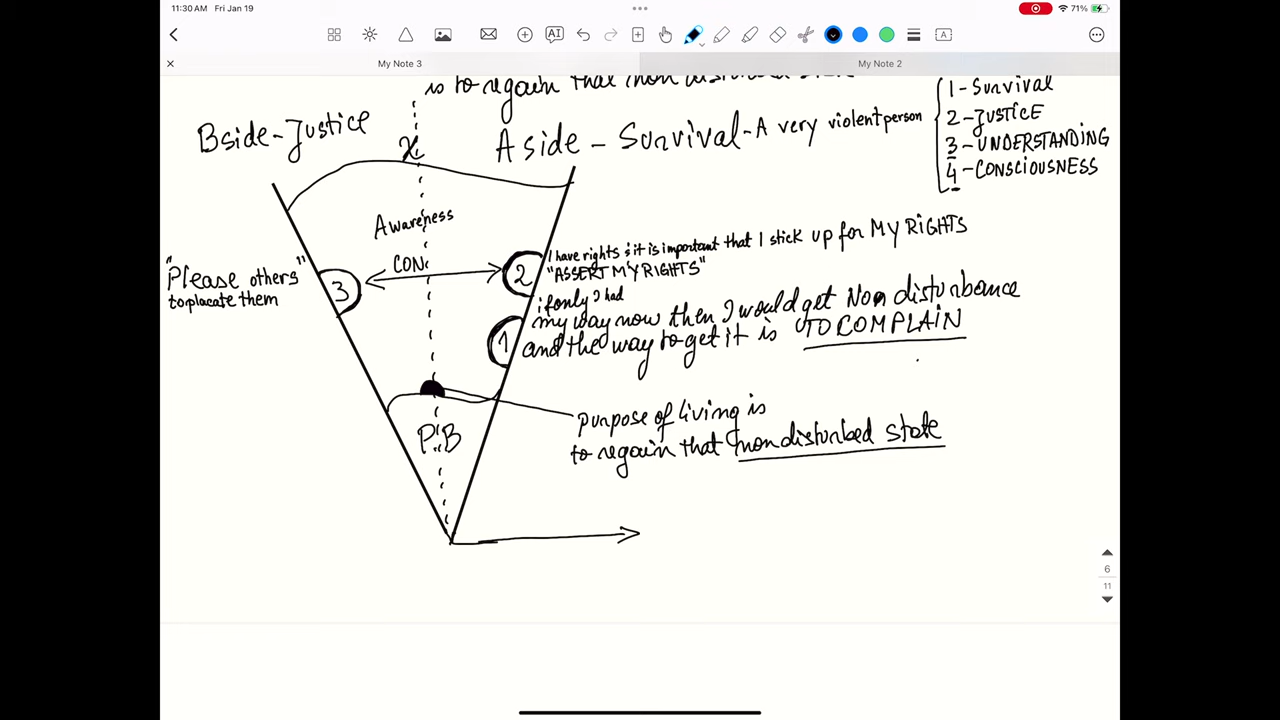 11:30 AM Fri Jan 19
71%
My Note 3
My Note 2
is to regain that non disturbed state
B side - Justice
X
A side - Survival - A very violent person
1 - Survival
2 - JUSTICE
3 - UNDERSTANDING
4 - CONSCIOUSNESS
Awareness
CON
"Please others"
to placate them
3
2
I have rights & it is important that I stick up for MY RIGHTS
"ASSERT MY RIGHTS"
if only I had
my way now then I would get Non disturbance
1
and the way to get it is TO COMPLAIN
purpose of living is
to regain that non disturbed state
P.B
6
11